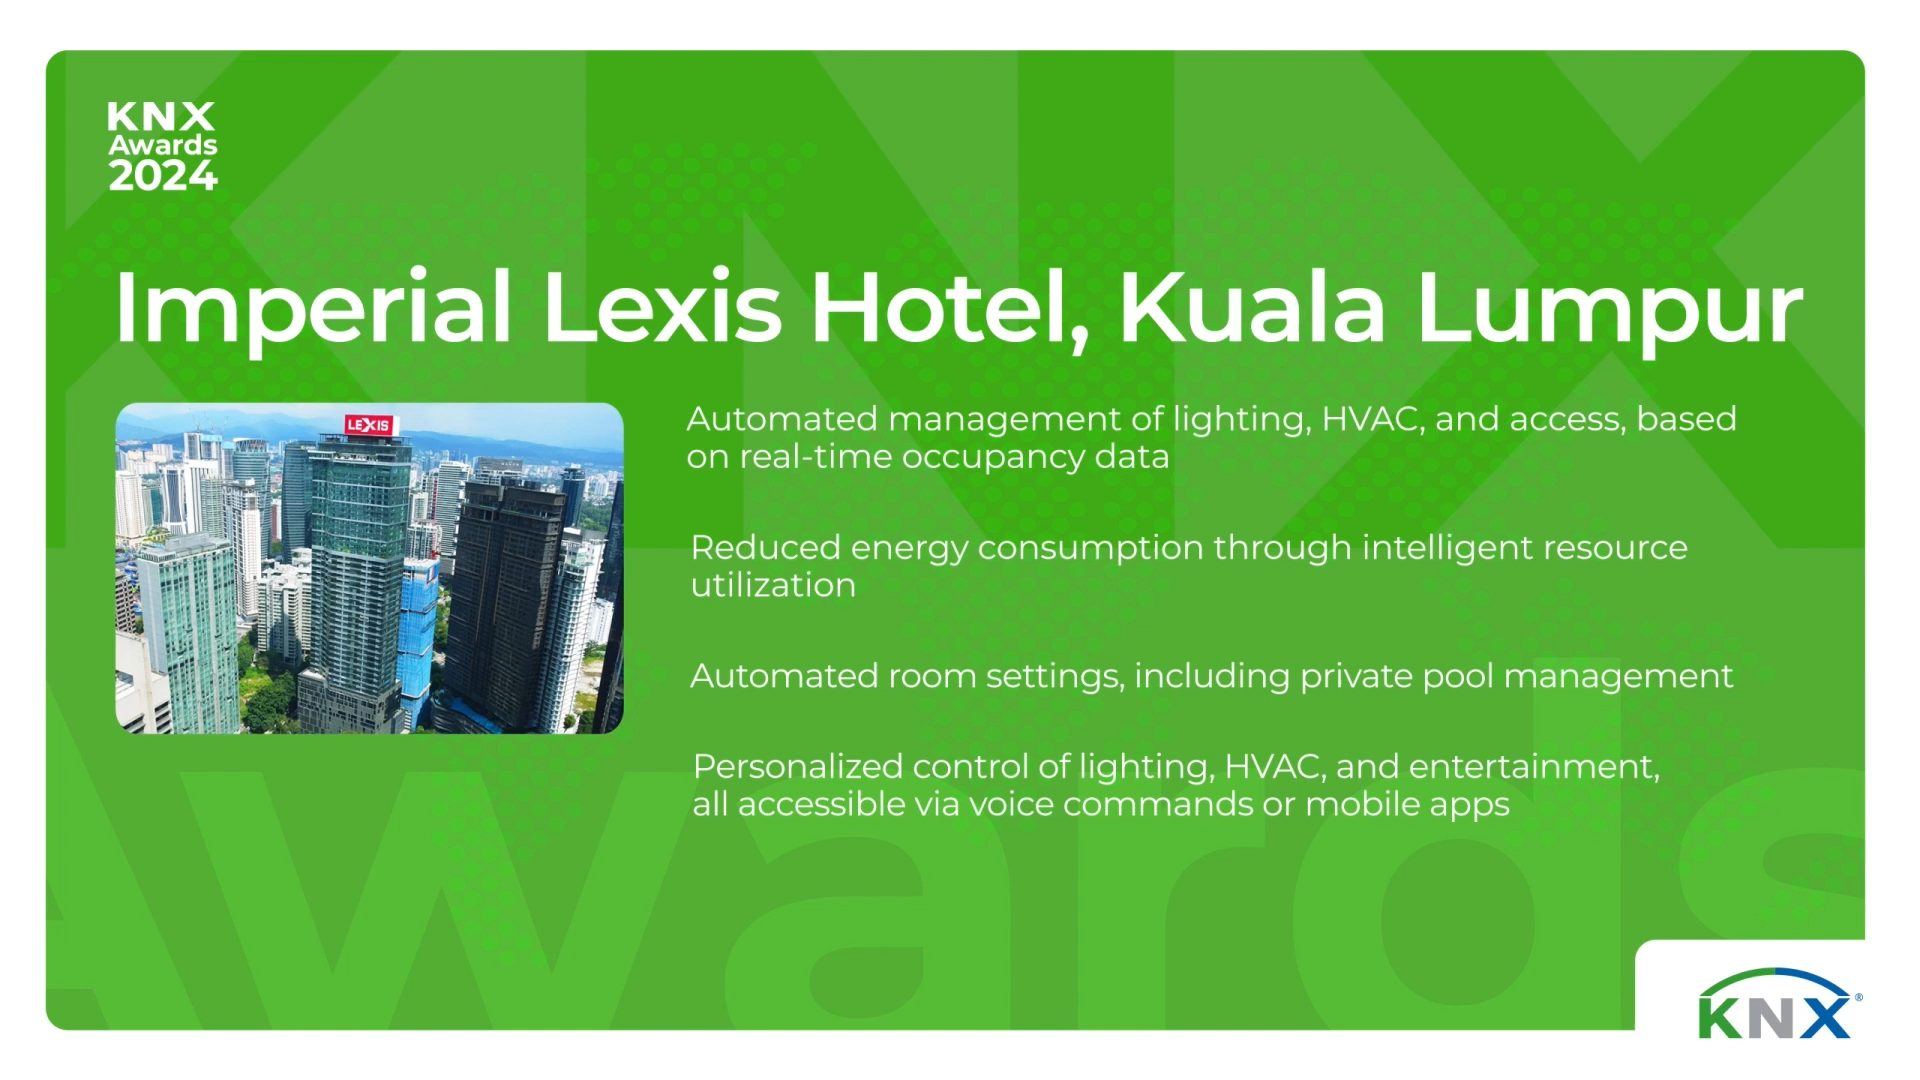 KNX
Awards
2024
Imperial Lexis Hotel, Kuala Lumpur
LEXIS
Automated management of lighting, HVAC, and access, based
on real-time occupancy data
Reduced energy consumption through intelligent resource
utilization
Automated room settings, including private pool management
Personalized control of lighting, HVAC, and entertainment,
all accessible via voice commands or mobile apps
KNX
Awards
KNX®